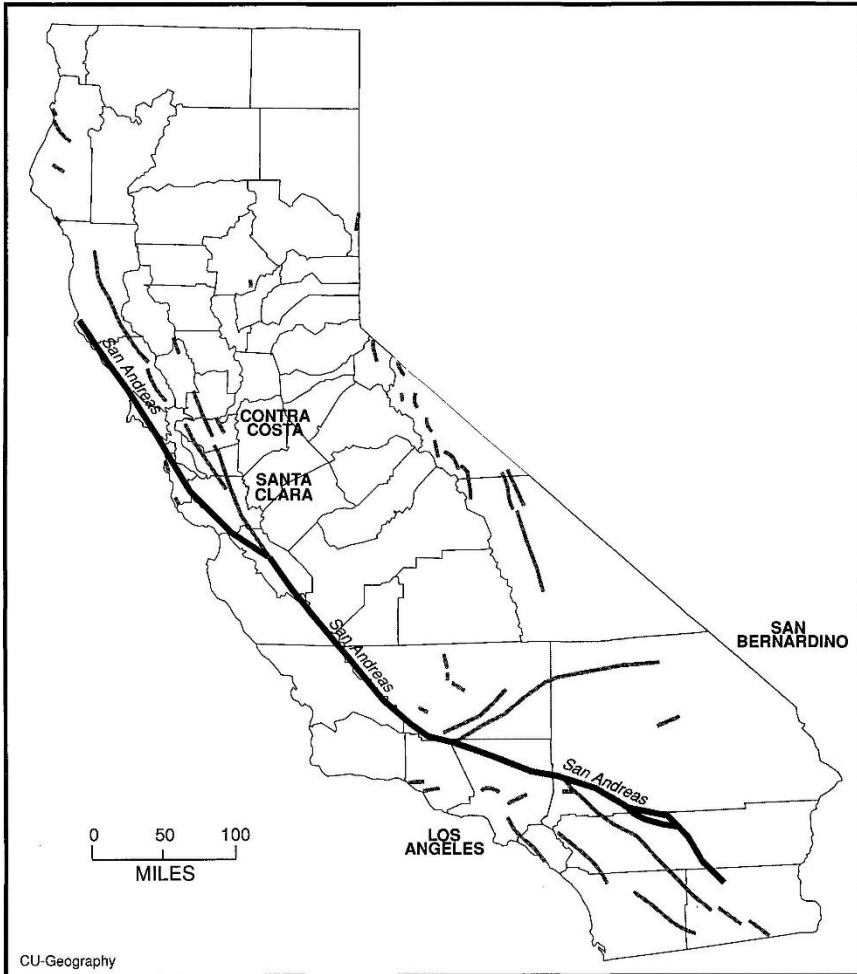 San Andreas
CONTRA
COSTA
SANTA
CLARA
San Andreas
SAN
BERNARDINO
San Andreas
LOS
ANGELES
0 50 100
MILES
CU-Geography